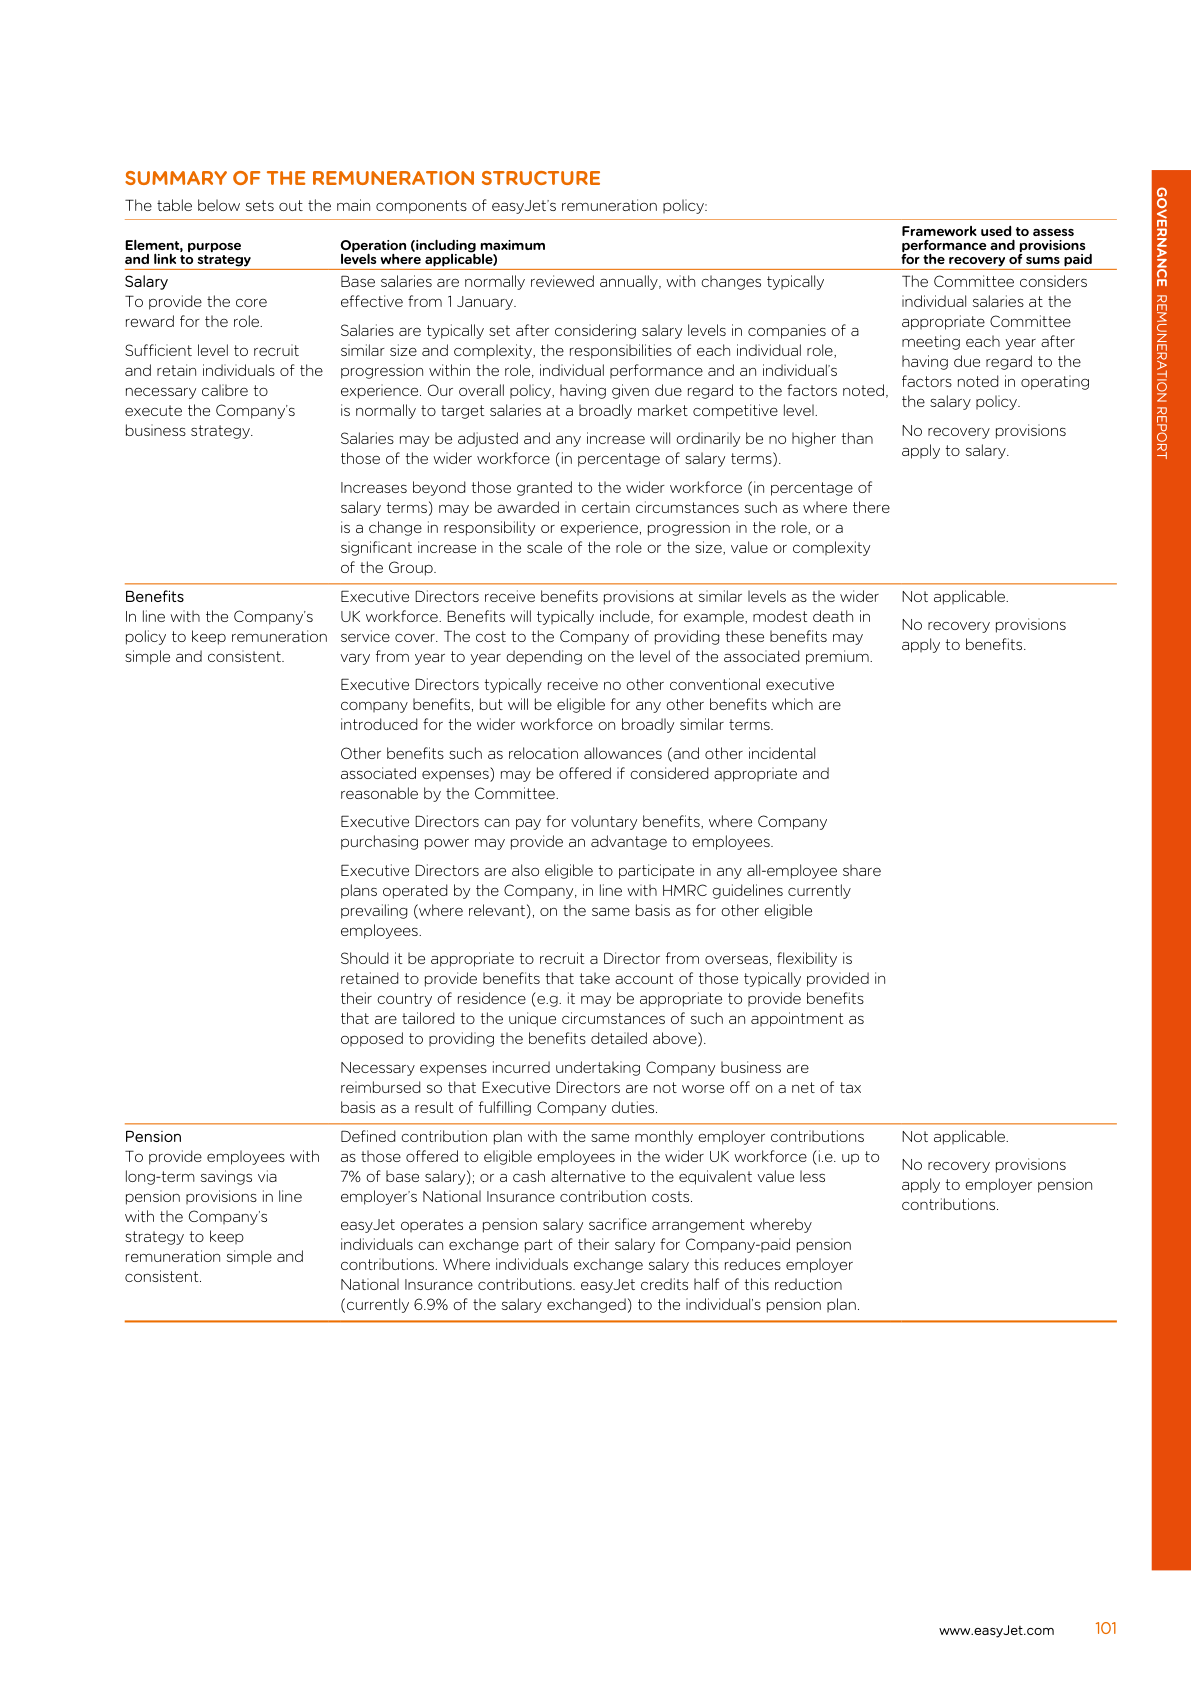 SUMMARY OF THE REMUNERATION STRUCTURE
The table below sets out the main components of easyJet's remuneration policy:
Element, purpose
and link to strategy
Operation (including maximum
levels where applicable)
Framework used to assess
performance and provisions
for the recovery of sums paid
Salary
To provide the core
reward for the role.
Sufficient level to recruit
and retain individuals of the
necessary calibre to
execute the Company's
business strategy.
Base salaries are normally reviewed annually, with changes typically
effective from 1 January.
Salaries are typically set after considering salary levels in companies of a
similar size and complexity, the responsibilities of each individual role,
progression within the role, individual performance and an individual's
experience. Our overall policy, having given due regard to the factors noted,
is normally to target salaries at a broadly market competitive level.
Salaries may be adjusted and any increase will ordinarily be no higher than
those of the wider workforce (in percentage of salary terms).
Increases beyond those granted to the wider workforce (in percentage of
salary terms) may be awarded in certain circumstances such as where there
is a change in responsibility or experience, progression in the role, or a
significant increase in the scale of the role or the size, value or complexity
of the Group.
The Committee considers
individual salaries at the
appropriate Committee
meeting each year after
having due regard to the
factors noted in operating
the salary policy.
No recovery provisions
apply to salary.
Benefits
In line with the Company's
policy to keep remuneration
simple and consistent.
Executive Directors receive benefits provisions at similar levels as the wider
UK workforce. Benefits will typically include, for example, modest death in
service cover. The cost to the Company of providing these benefits may
vary from year to year depending on the level of the associated premium.
Executive Directors typically receive no other conventional executive
company benefits, but will be eligible for any other benefits which are
introduced for the wider workforce on broadly similar terms.
Other benefits such as relocation allowances (and other incidental
associated expenses) may be offered if considered appropriate and
reasonable by the Committee.
Executive Directors can pay for voluntary benefits, where Company
purchasing power may provide an advantage to employees.
Executive Directors are also eligible to participate in any all-employee share
plans operated by the Company, in line with HMRC guidelines currently
prevailing (where relevant), on the same basis as for other eligible
employees.
Should it be appropriate to recruit a Director from overseas, flexibility is
retained to provide benefits that take account of those typically provided in
their country of residence (e.g. it may be appropriate to provide benefits
that are tailored to the unique circumstances of such an appointment as
opposed to providing the benefits detailed above).
Necessary expenses incurred undertaking Company business are
reimbursed so that Executive Directors are not worse off on a net of tax
basis as a result of fulfilling Company duties.
Not applicable.
No recovery provisions
apply to benefits.
Pension
To provide employees with
long-term savings via
pension provisions in line
with the Company's
strategy to keep
remuneration simple and
consistent.
Defined contribution plan with the same monthly employer contributions
as those offered to eligible employees in the wider UK workforce (i.e. up to
7% of base salary); or a cash alternative to the equivalent value less
employer's National Insurance contribution costs.
easyJet operates a pension salary sacrifice arrangement whereby
individuals can exchange part of their salary for Company-paid pension
contributions. Where individuals exchange salary this reduces employer
National Insurance contributions. easyJet credits half of this reduction
(currently 6.9% of the salary exchanged) to the individual's pension plan.
Not applicable.
No recovery provisions
apply to employer pension
contributions.
GOVERNANCE REMUNERATION REPORT
www.easyJet.com 101